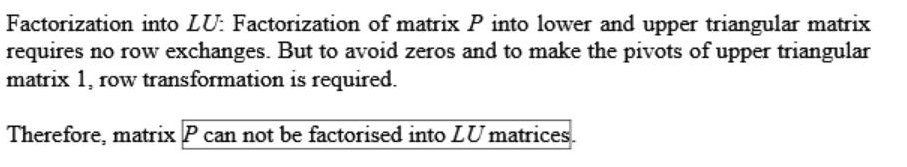 Factorization into LU: Factorization of matrix P into lower and upper triangular matrix
requires no row exchanges. But to avoid zeros and to make the pivots of upper triangular
matrix 1, row transformation is required.
Therefore, matrix P can not be factorised into LU matrices.